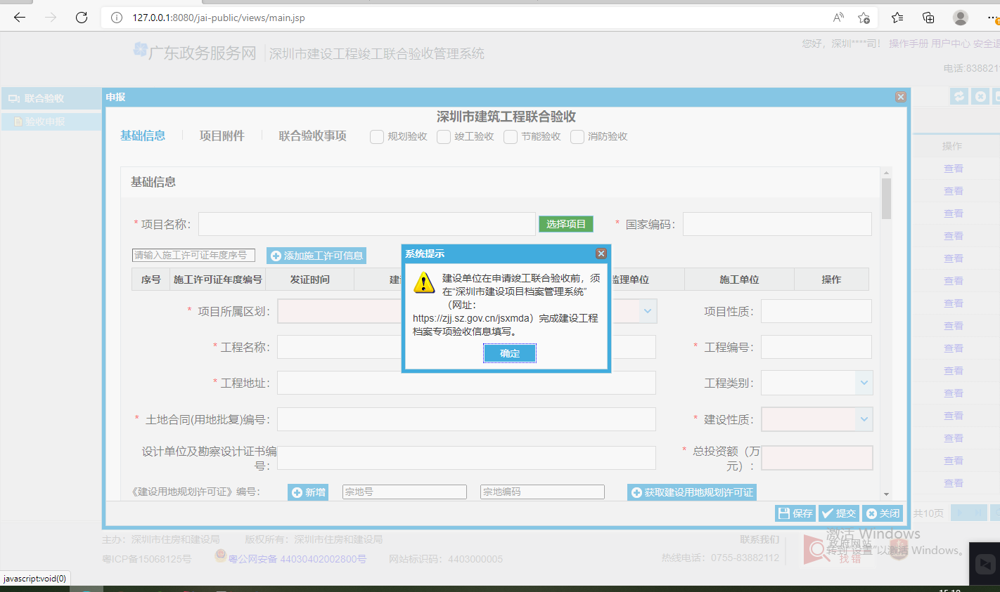 127.0.0.1:8080/jai-public/views/main.jsp
广东政务服务网 深圳市建设工程竣工联合验收管理系统
您好，深圳****司！ 操作手册 用户中心 安全退
电话:8388219
联合验收
验收申报
申报
深圳市建筑工程联合验收
基础信息 项目附件 联合验收事项 规划验收 竣工验收 节能验收 消防验收
操作
基础信息
查看
查看
查看
* 项目名称： 选择项目 * 国家编码：
查看
请输入施工许可证年度序号 添加施工许可信息
查看
序号 施工许可证年度编号 发证时间 建 监理单位 施工单位 操作
查看
系统提示
建设单位在申请竣工联合验收前，须
在“深圳市建设项目档案管理系统”
（网址：
https://zjj.sz.gov.cn/jsxmda）完成建设工程
档案专项验收信息填写。
确定
* 项目所属区划： 项目性质：
查看
查看
* 工程名称： * 工程编号：
查看
查看
* 工程地址： 工程类别：
查看
查看
* 土地合同(用地批复)编号： * 建设性质：
查看
查看
设计单位及勘察设计证书编
号：
* 总投资额（万
元）：
查看
查看
《建设用地规划许可证》编号： 新增 宗地号 宗地编码 获取建设用地规划许可证
保存 提交 关闭
共10页
主办：深圳市住房和建设局 版权所有：深圳市住房和建设局 联系我们
粤ICP备15068125号 粤公网安备 44030402002800号 网站标识码：4403000005 热线电话：0755-83882112
政府网站
找错
激活 Windows
转到“设置”以激活 Windows。
javascript:void(0)